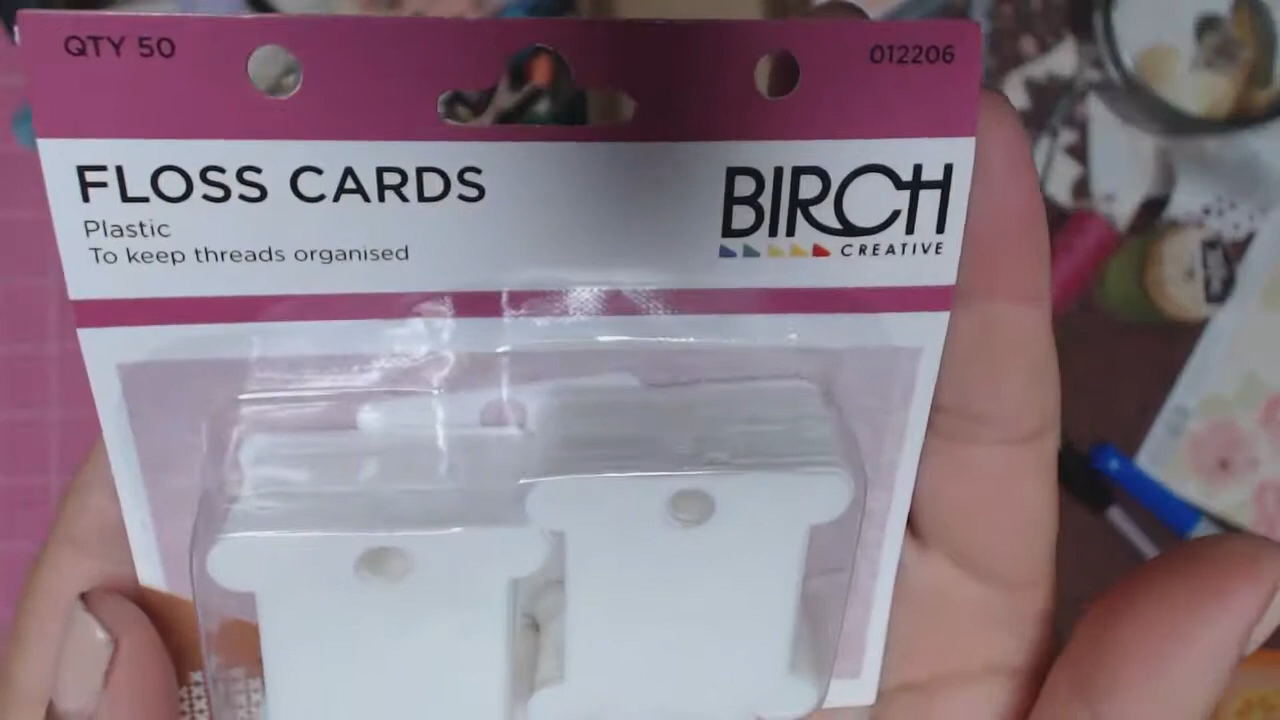 QTY 50
012206
FLOSS CARDS
Plastic
To keep threads organised
BIRCH
CREATIVE